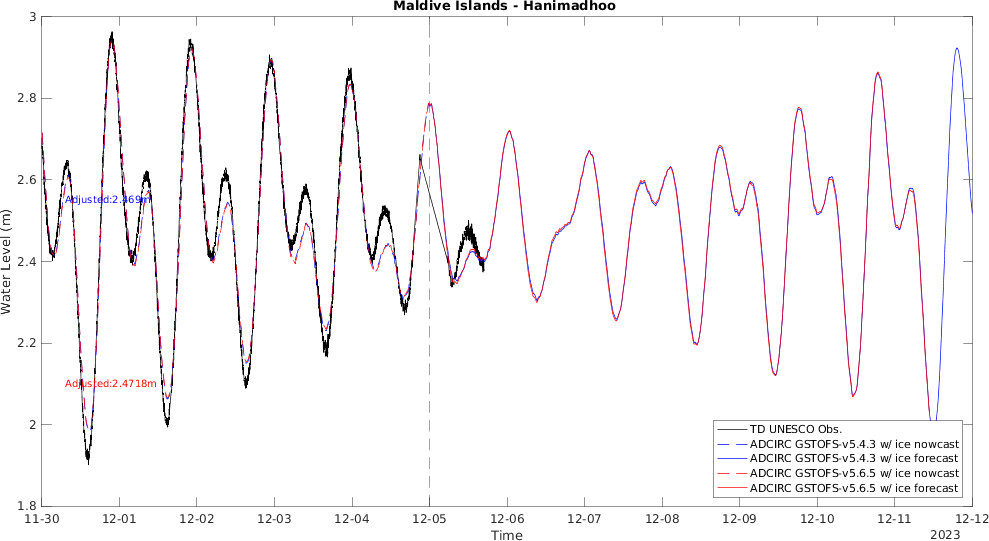 Maldive Islands - Hanimadhoo
Water Level (m)
3
2.8
2.6
2.4
2.2
2
1.8
Adjusted:2.469m
Adjusted:2.4718m
TD UNESCO Obs.
ADCIRC GSTOFS-v5.4.3 w/ ice nowcast
ADCIRC GSTOFS-v5.4.3 w/ ice forecast
ADCIRC GSTOFS-v5.6.5 w/ ice nowcast
ADCIRC GSTOFS-v5.6.5 w/ ice forecast
11-30 12-01 12-02 12-03 12-04 12-05 12-06 12-07 12-08 12-09 12-10 12-11 12-12
Time
2023